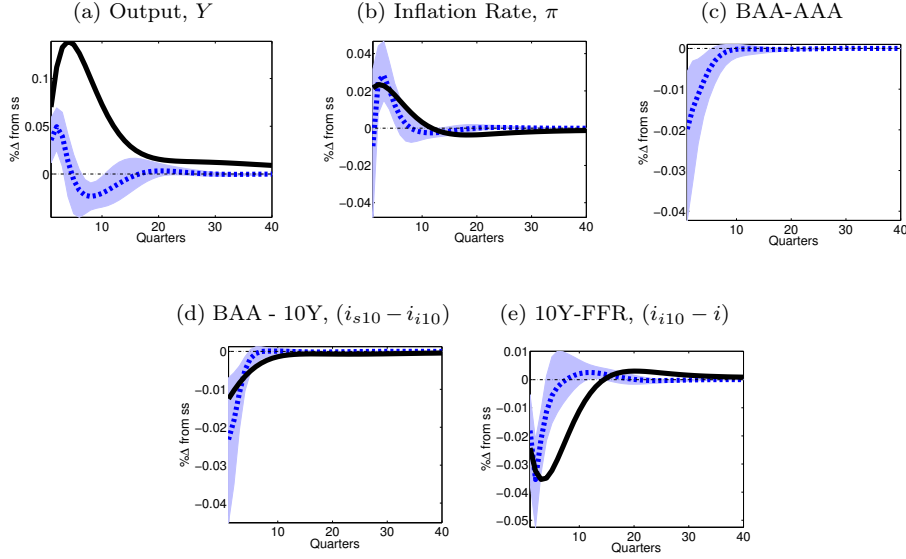 (a) Output, Y
(b) Inflation Rate, π
(c) BAA-AAA
%Δ from ss
0.1
0.05
0
10 20 30 40
Quarters
%Δ from ss
0.04
0.02
0
−0.02
−0.04
10 20 30 40
Quarters
%Δ from ss
0
−0.01
−0.02
−0.03
−0.04
10 20 30 40
Quarters
(d) BAA - 10Y, (i_{s10} − i_{i10})
(e) 10Y-FFR, (i_{i10} − i)
%Δ from ss
0
−0.01
−0.02
−0.03
−0.04
10 20 30 40
Quarters
%Δ from ss
0.01
0
−0.01
−0.02
−0.03
−0.04
−0.05
10 20 30 40
Quarters